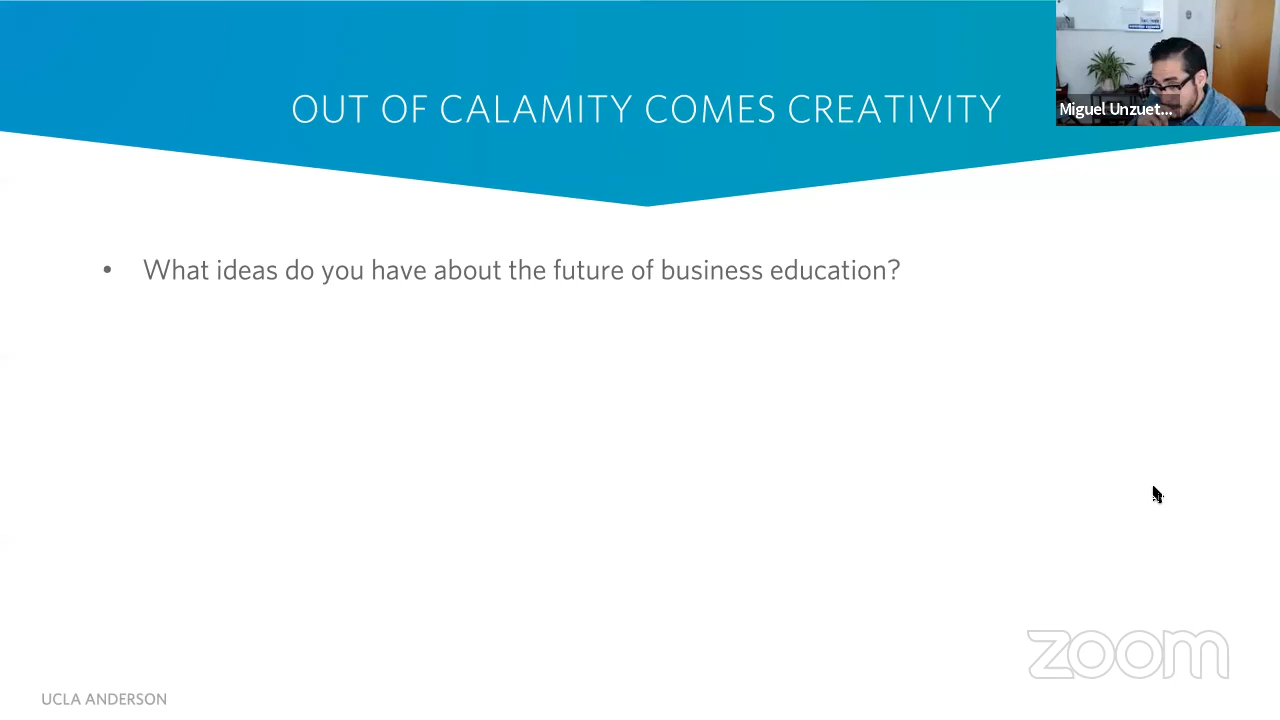 OUT OF CALAMITY COMES CREATIVITY
Miguel Unzuet...
• What ideas do you have about the future of business education?
zoom
UCLA ANDERSON